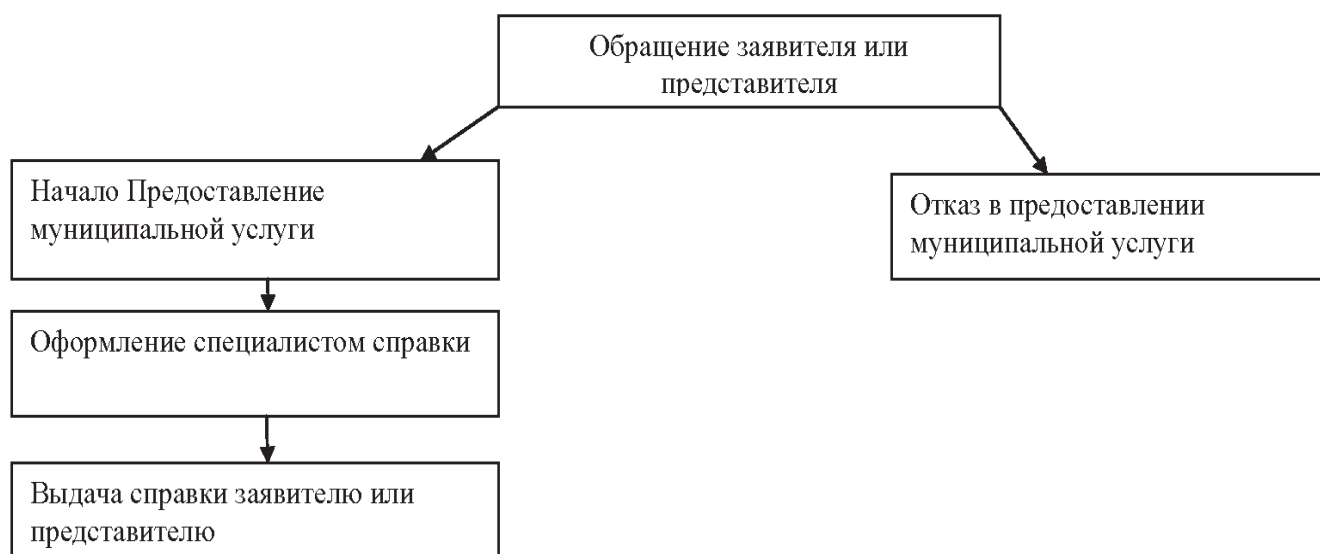 Обращение заявителя или
представителя
Начало Предоставление
муниципальной услуги
Отказ в предоставлении
муниципальной услуги
Оформление специалистом справки
Выдача справки заявителю или
представителю